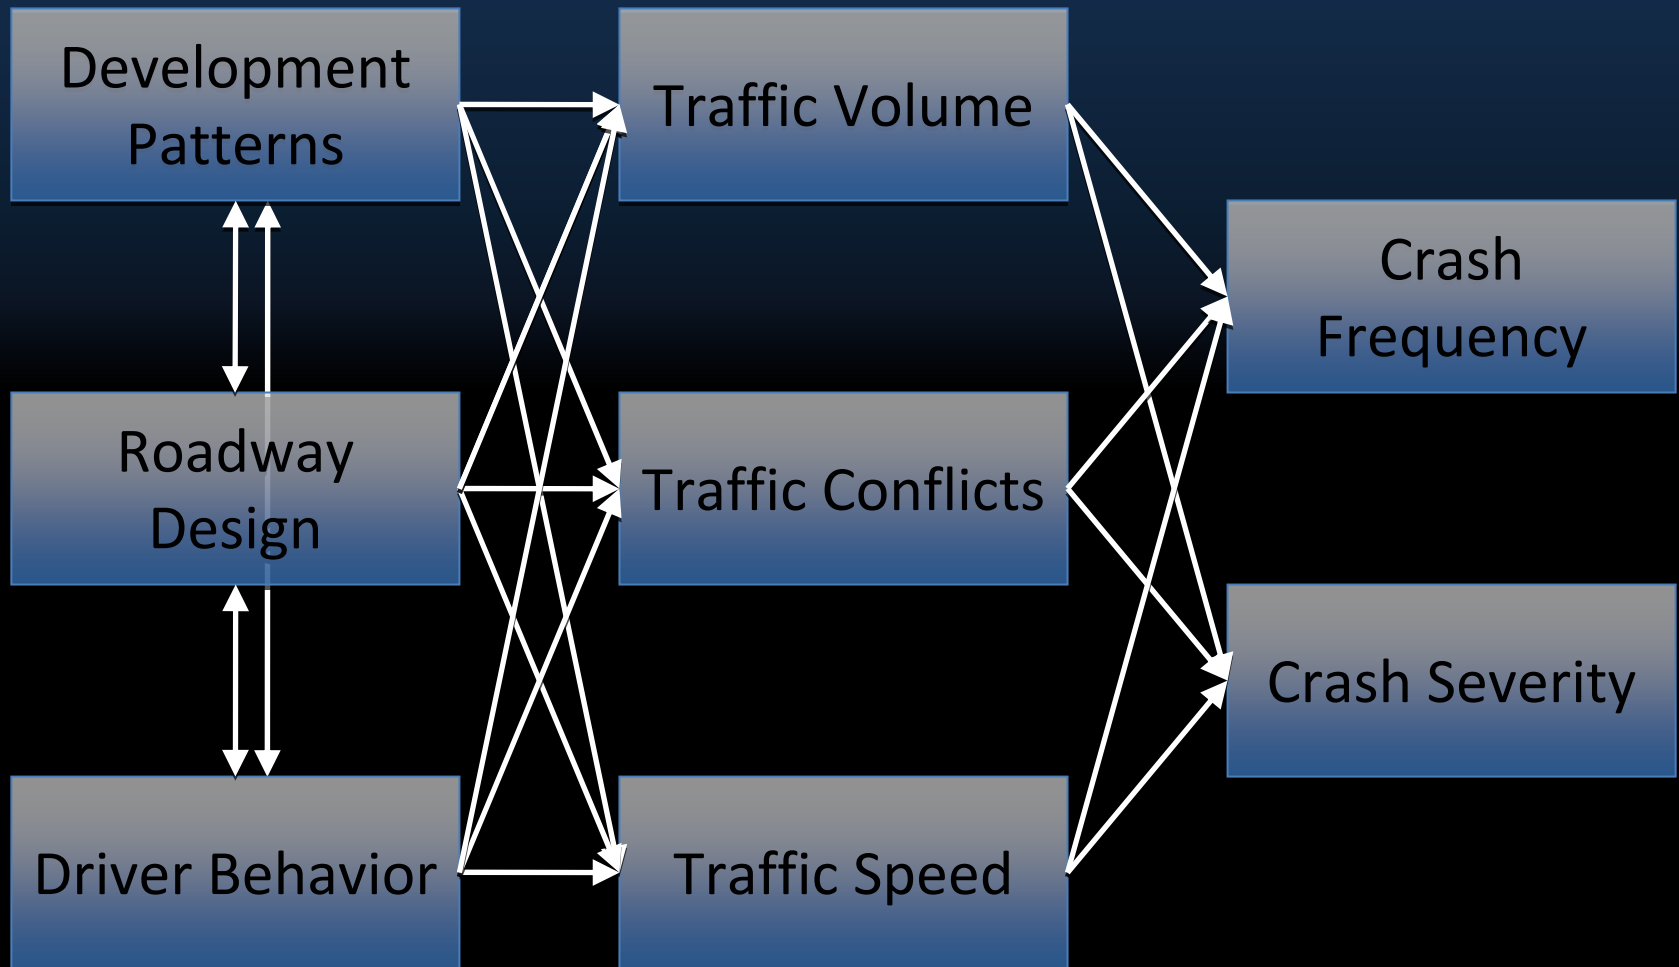 Development
Patterns
Traffic Volume
Crash
Frequency
Roadway
Design
Traffic Conflicts
Crash Severity
Driver Behavior
Traffic Speed